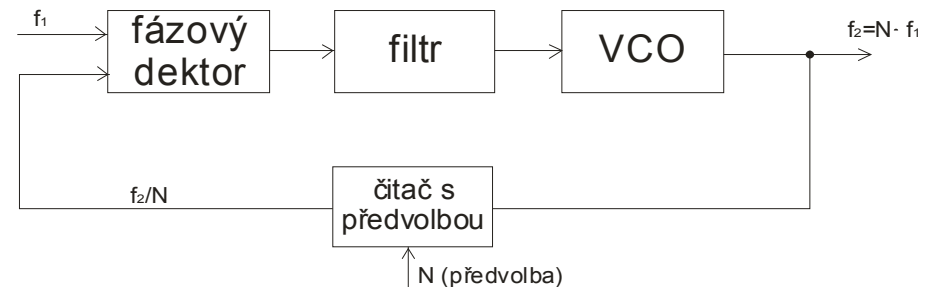 f₁
fázový
dektor
filtr
VCO
f₂=N· f₁
f₂/N
čitač s
předvolbou
N (předvolba)